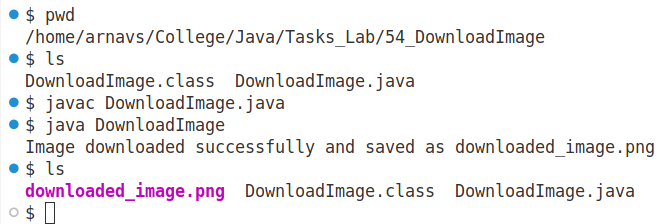 $ pwd
/home/arnavs/College/Java/Tasks_Lab/54_DownloadImage
$ ls
DownloadImage.class  DownloadImage.java
$ javac DownloadImage.java
$ java DownloadImage
Image downloaded successfully and saved as downloaded_image.png
$ ls
downloaded_image.png  DownloadImage.class  DownloadImage.java
$